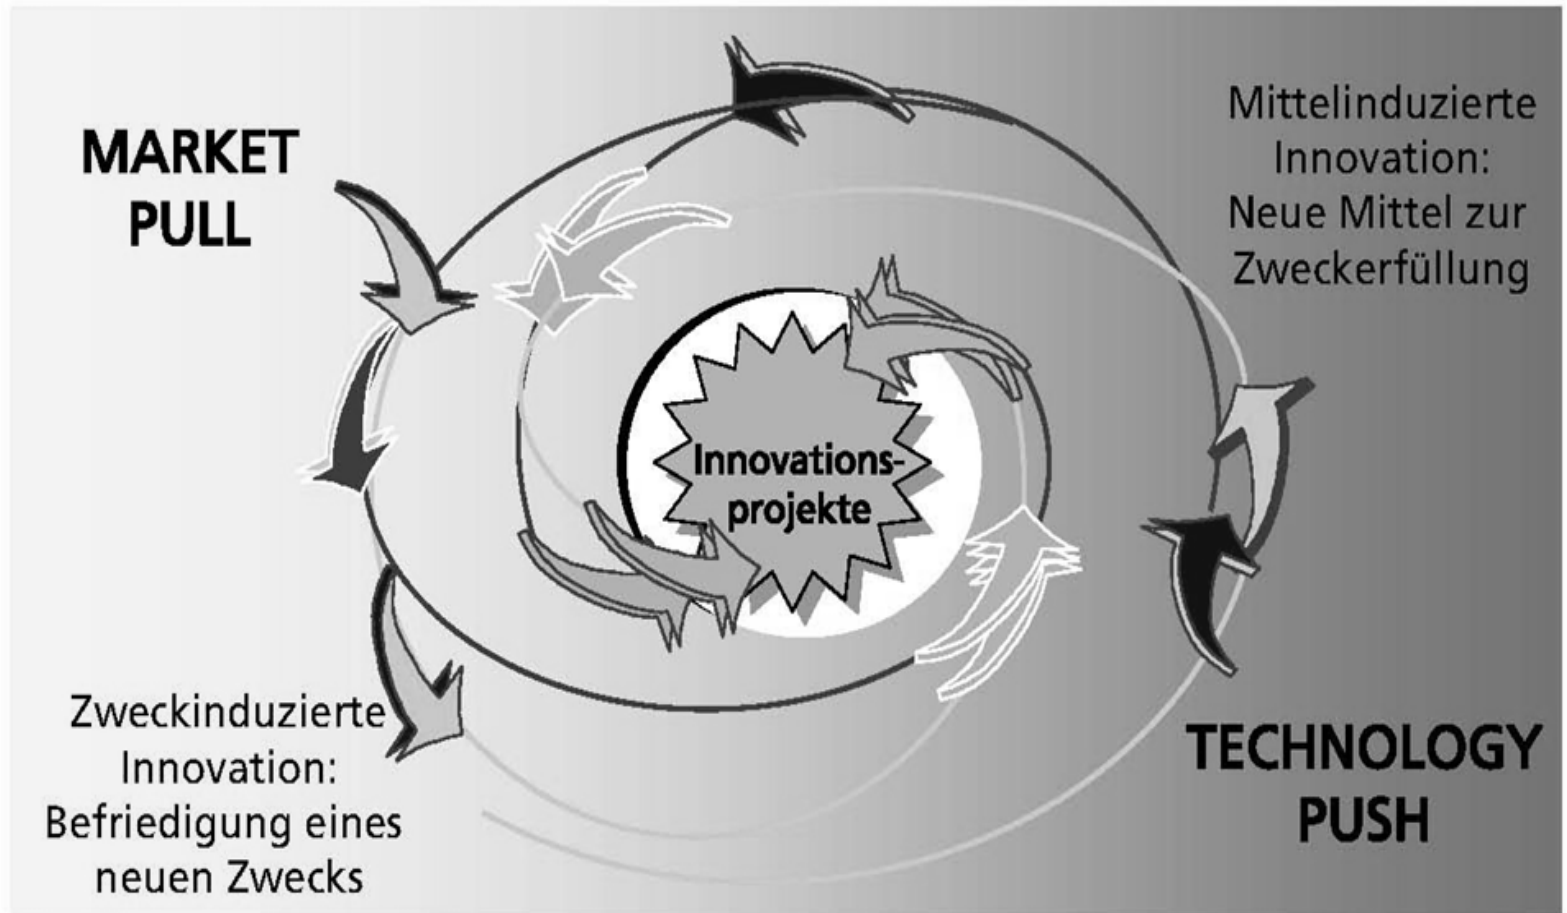 MARKET
PULL
Mittelinduzierte
Innovation:
Neue Mittel zur
Zweckerfüllung
Innovations-
projekte
Zweckinduzierte
Innovation:
Befriedigung eines
neuen Zwecks
TECHNOLOGY
PUSH